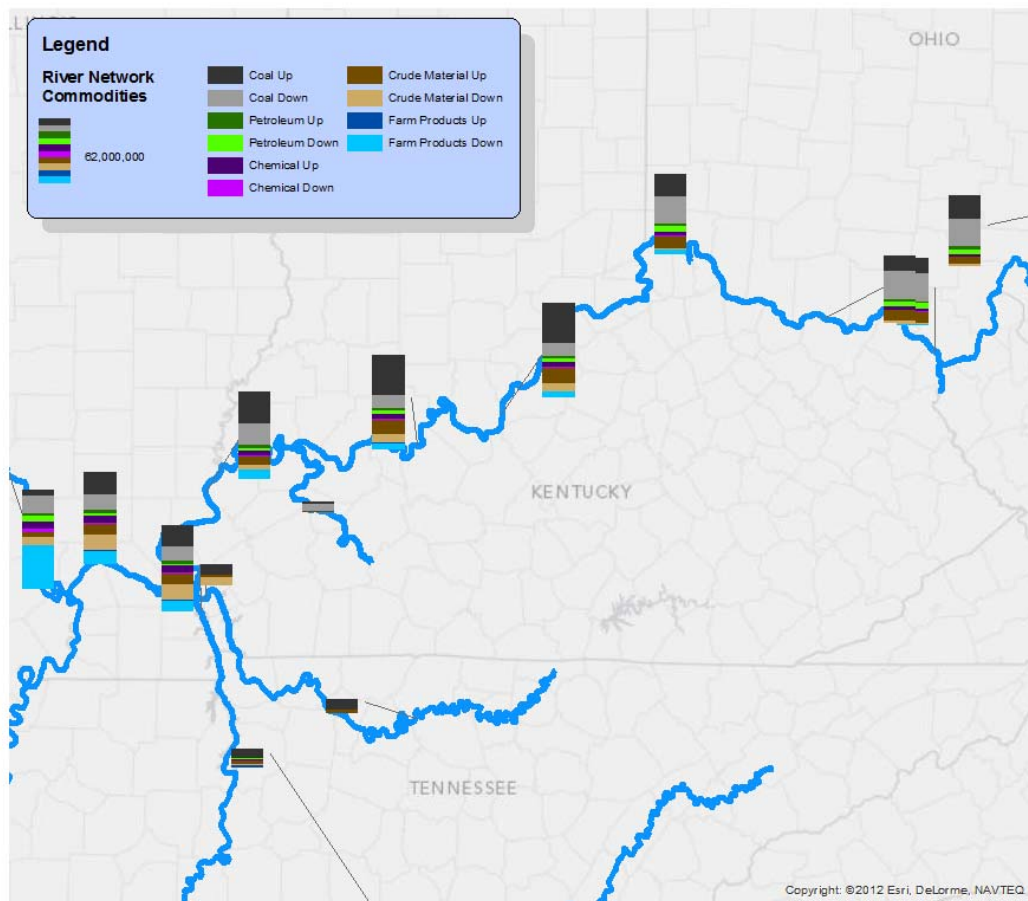 Legend
River Network
Commodities
62,000,000
Coal Up
Coal Down
Petroleum Up
Petroleum Down
Chemical Up
Chemical Down
Crude Material Up
Crude Material Down
Farm Products Up
Farm Products Down
OHIO
KENTUCKY
TENNESSEE
Copyright: ©2012 Esri, DeLorme, NAVTEQ